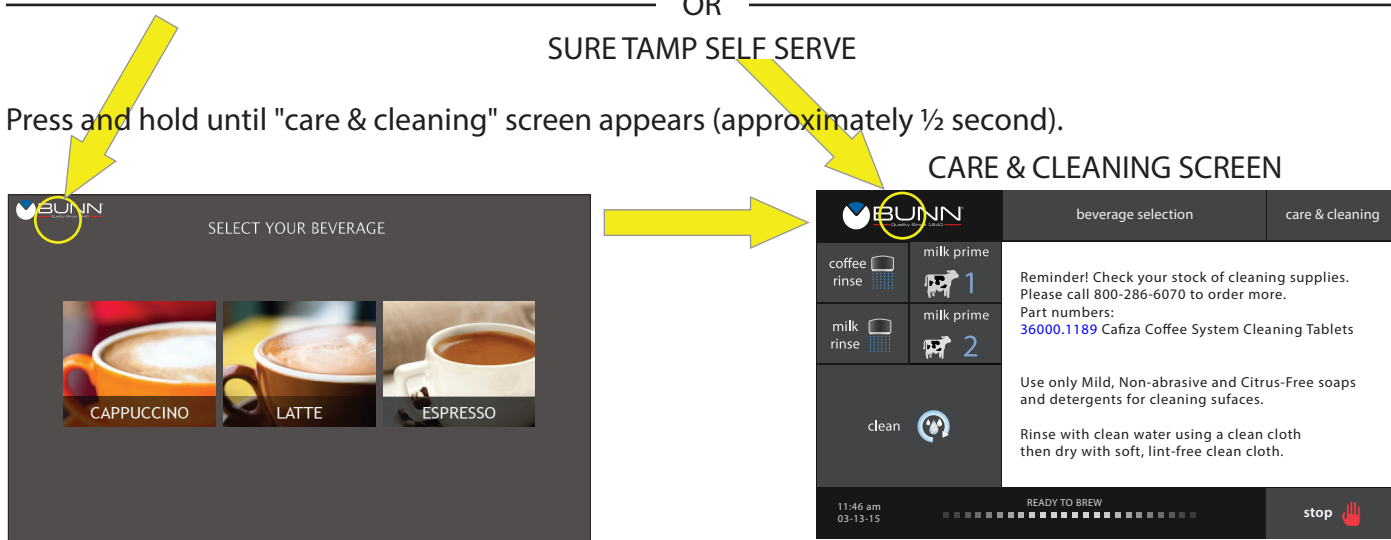 OR
SURE TAMP SELF SERVE
Press and hold until "care & cleaning" screen appears (approximately ½ second).
CARE & CLEANING SCREEN
BUNN
SELECT YOUR BEVERAGE
CAPPUCCINO
LATTE
ESPRESSO
BUNN
Quality Since 1840
beverage selection
care & cleaning
coffee
rinse
milk prime
1
milk
rinse
milk prime
2
clean
Reminder! Check your stock of cleaning supplies.
Please call 800-286-6070 to order more.
Part numbers:
36000.1189 Cafiza Coffee System Cleaning Tablets
Use only Mild, Non-abrasive and Citrus-Free soaps
and detergents for cleaning sufaces.
Rinse with clean water using a clean cloth
then dry with soft, lint-free clean cloth.
11:46 am
03-13-15
READY TO BREW
stop